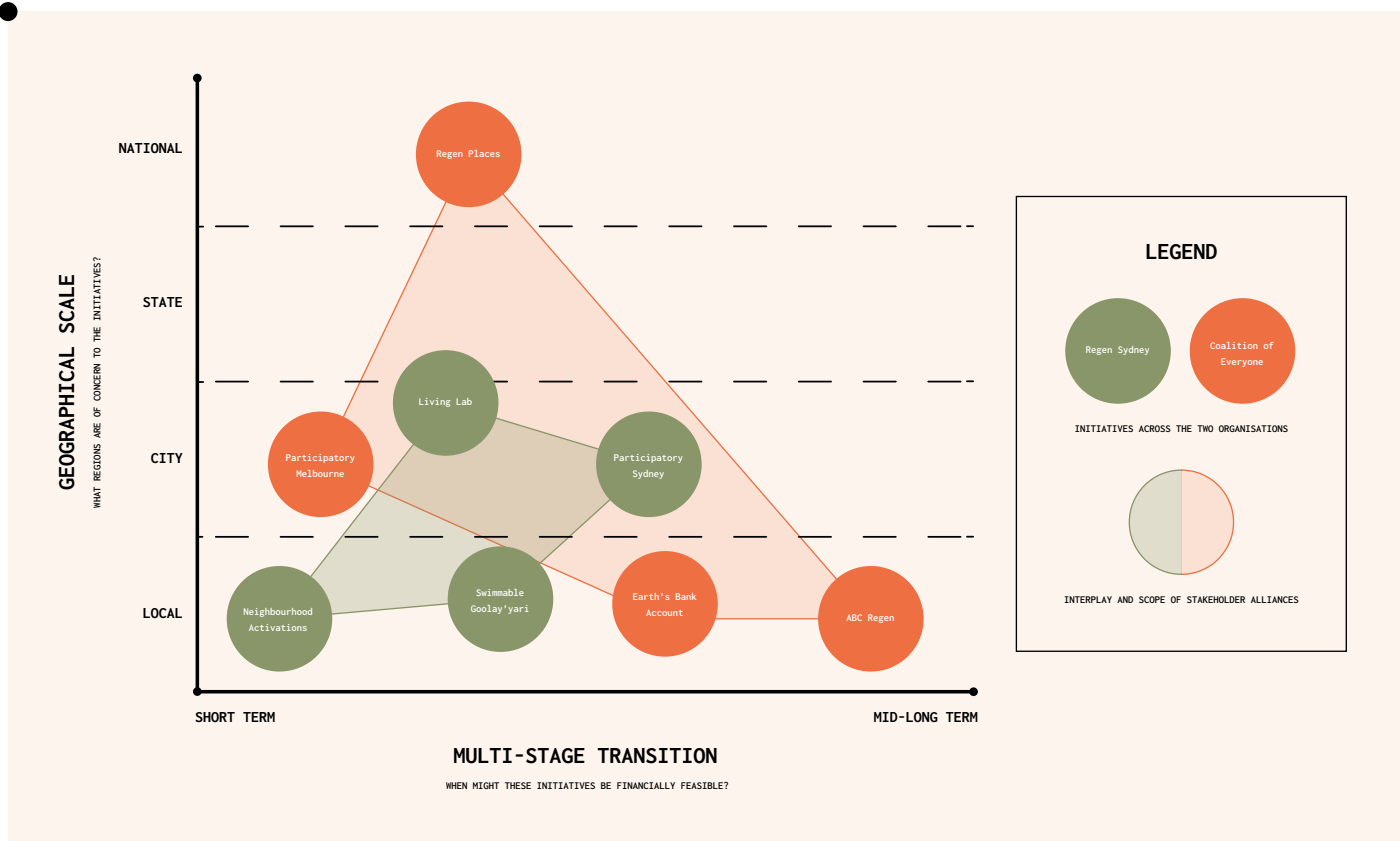 GEOGRAPHICAL SCALE
WHAT REGIONS ARE OF CONCERN TO THE INITIATIVES?
NATIONAL
STATE
CITY
LOCAL
Regen Places
Living Lab
Participatory
Melbourne
Participatory
Sydney
Neighbourhood
Activations
Swimmable
Goolay'yari
Earth's Bank
Account
ABC Regen
SHORT TERM
MID-LONG TERM
MULTI-STAGE TRANSITION
WHEN MIGHT THESE INITIATIVES BE FINANCIALLY FEASIBLE?
LEGEND
Regen Sydney
Coalition of
Everyone
INITIATIVES ACROSS THE TWO ORGANISATIONS
INTERPLAY AND SCOPE OF STAKEHOLDER ALLIANCES